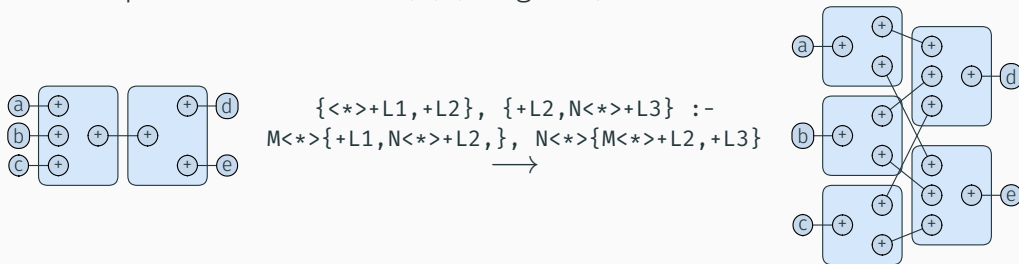 a + + d
b + + +
c + + e
{<*>+L1,+L2}, {+L2,N<*>+L3} :-
M<*>{+L1,N<*>+L2,}, N<*>{M<*>+L2,+L3}
⟶
+
a + +
+
+ + d
+
+
b +
+
+
+ + e
+
c + +
+